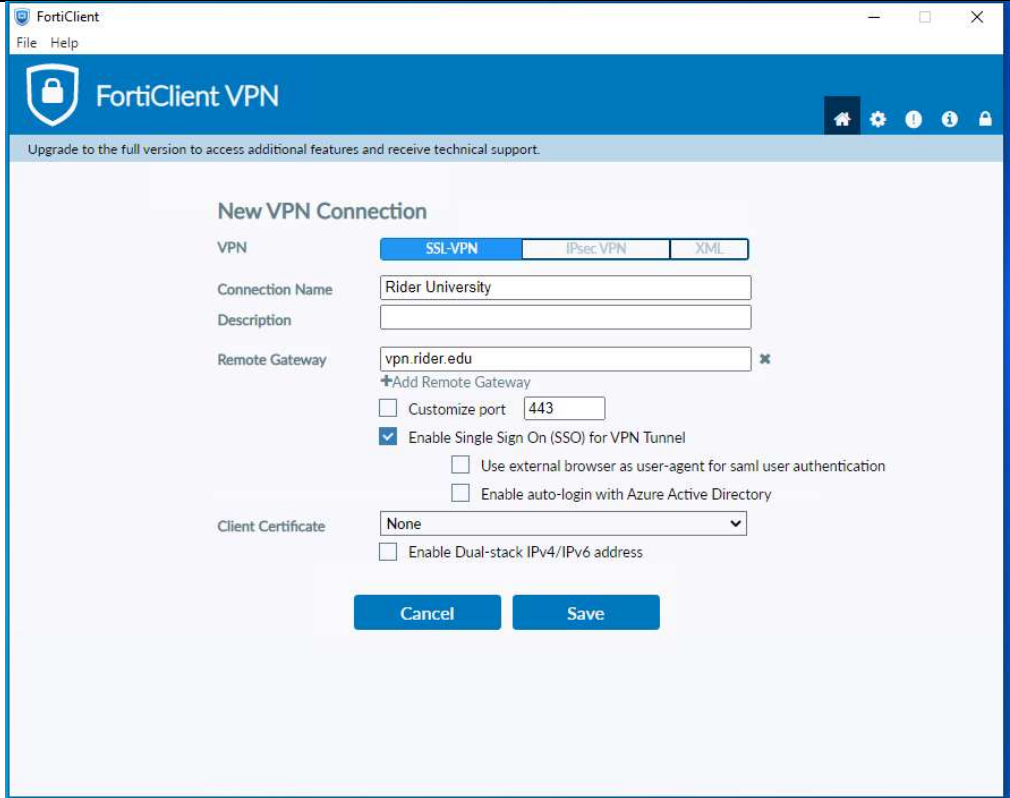 FortiClient
File Help
FortiClient VPN
Upgrade to the full version to access additional features and receive technical support.
New VPN Connection
VPN SSL-VPN IPsec VPN XML
Connection Name Rider University
Description
Remote Gateway vpn.rider.edu
+Add Remote Gateway
Customize port 443
Enable Single Sign On (SSO) for VPN Tunnel
Use external browser as user-agent for saml user authentication
Enable auto-login with Azure Active Directory
Client Certificate None
Enable Dual-stack IPv4/IPv6 address
Cancel Save